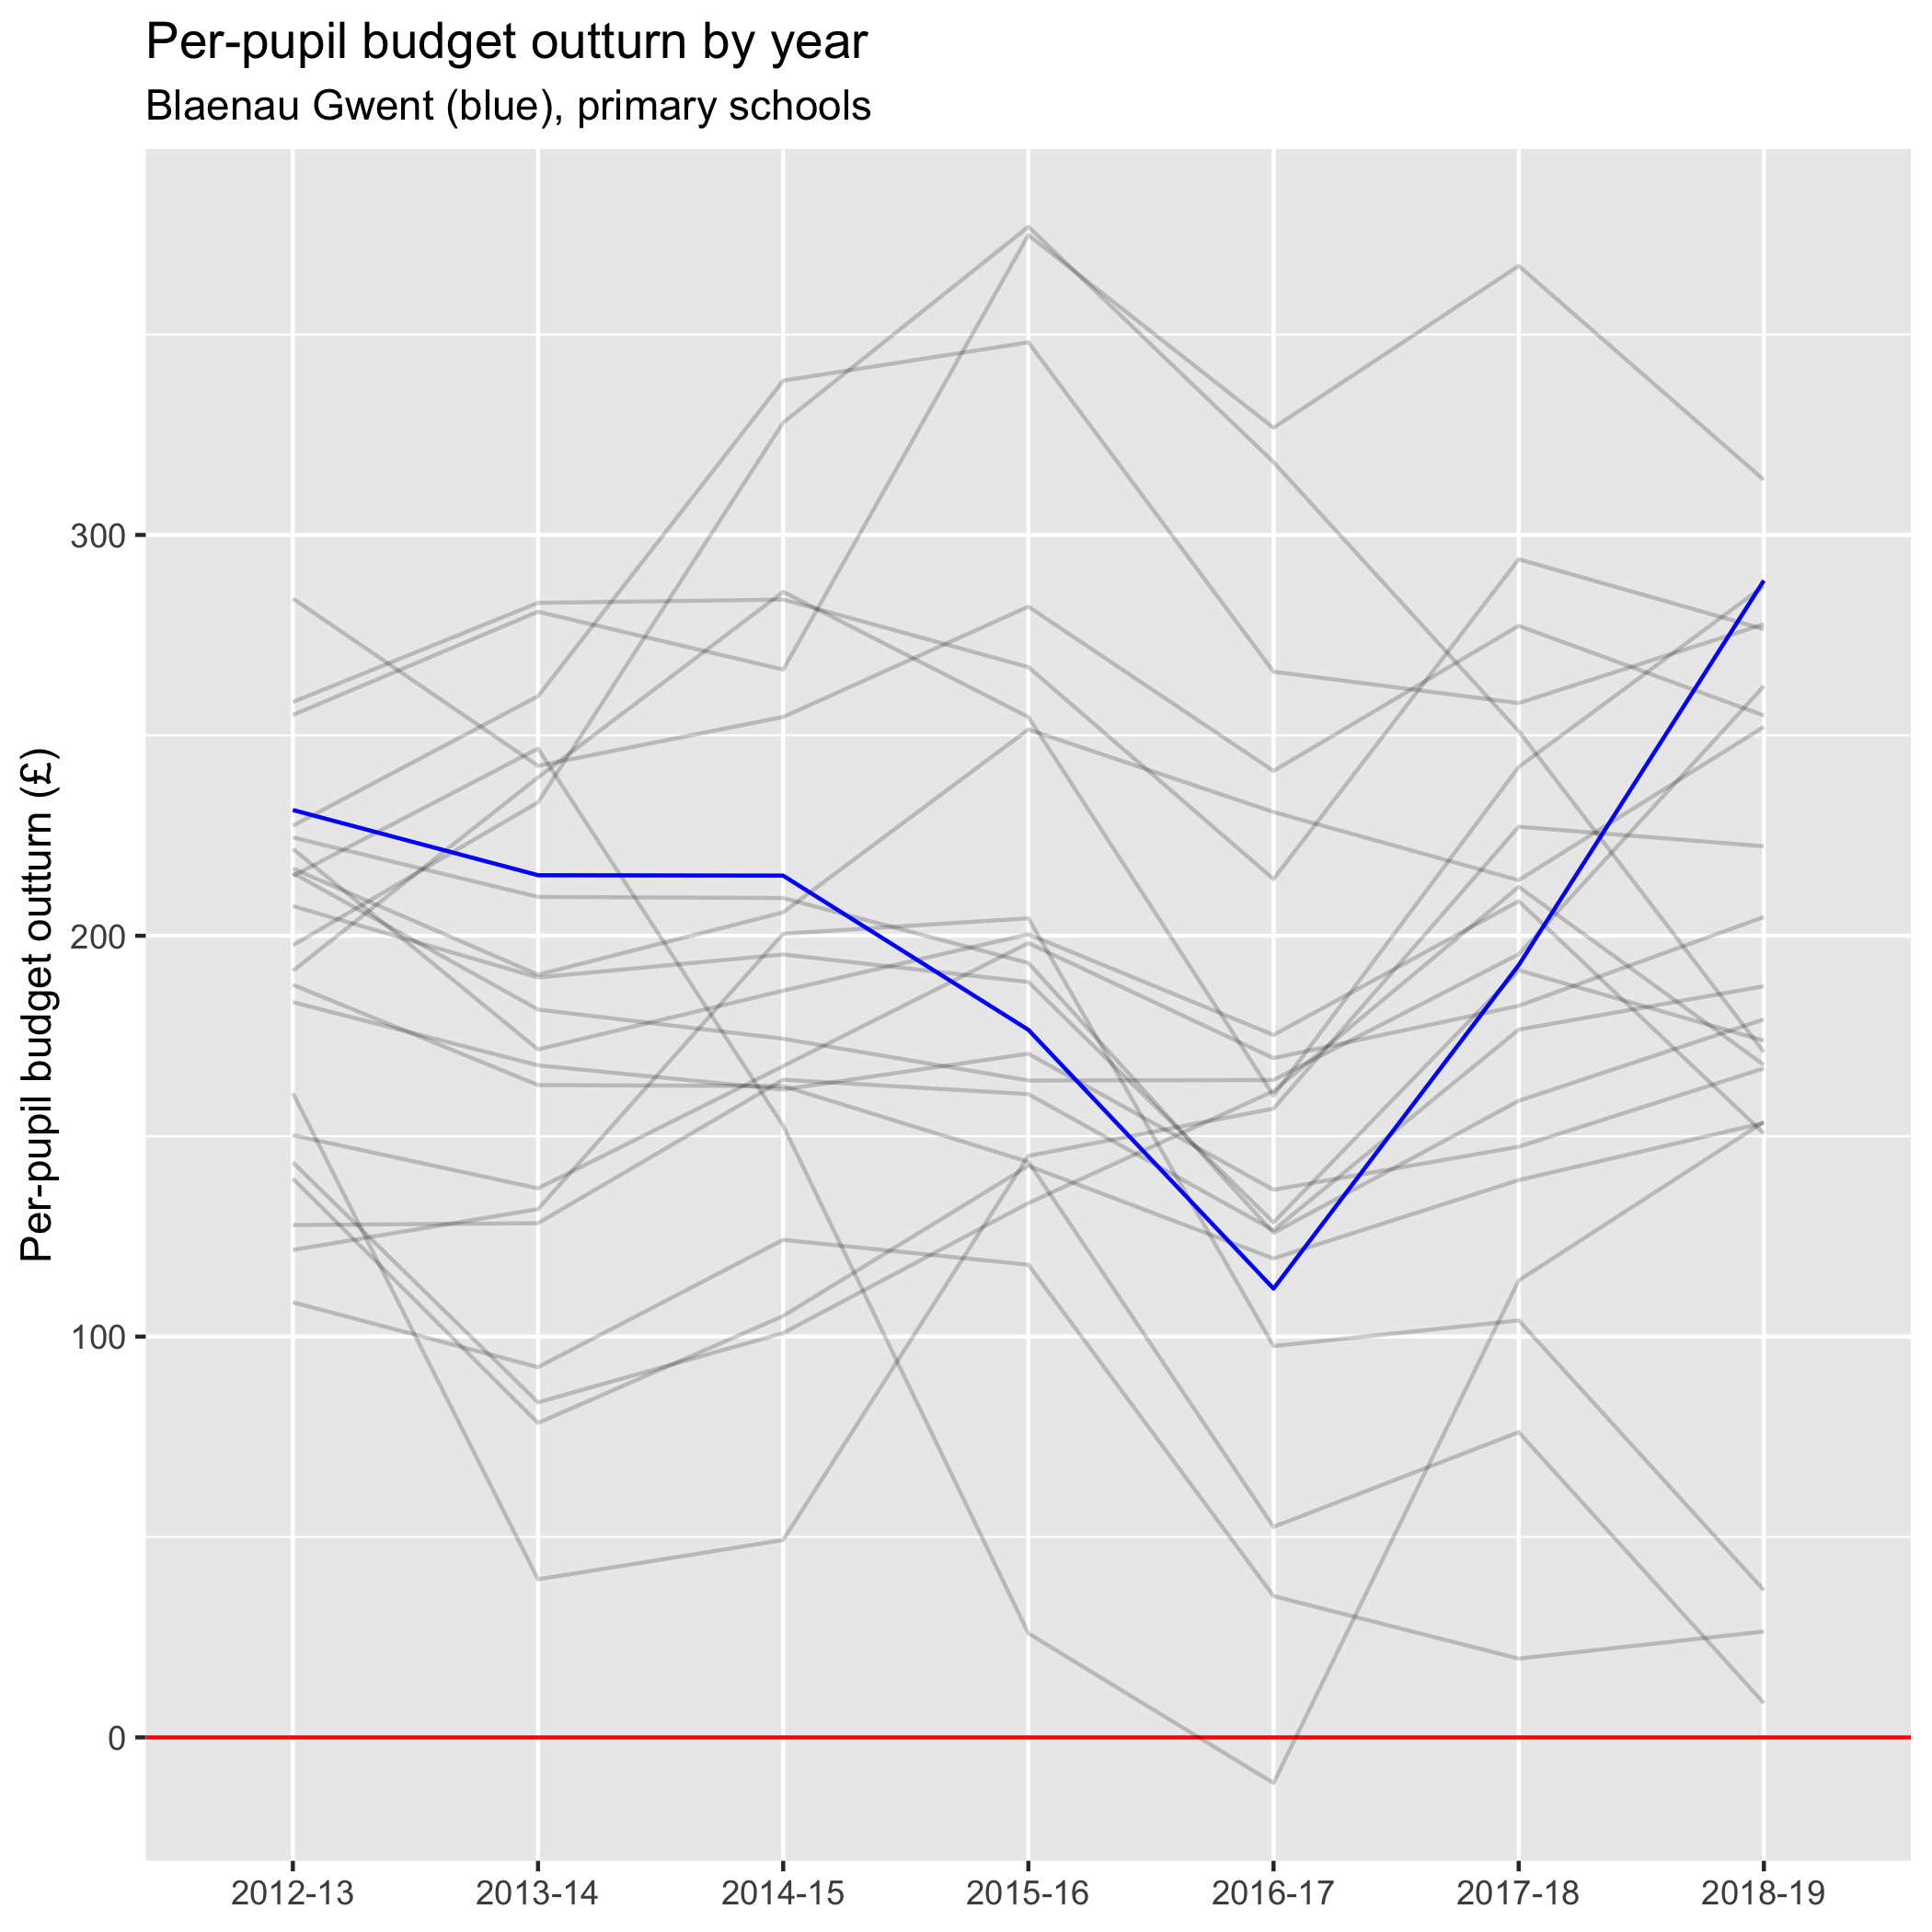 Per-pupil budget outturn by year
Blaenau Gwent (blue), primary schools
Per-pupil budget outturn (£)
300
200
100
0
2012-13 2013-14 2014-15 2015-16 2016-17 2017-18 2018-19